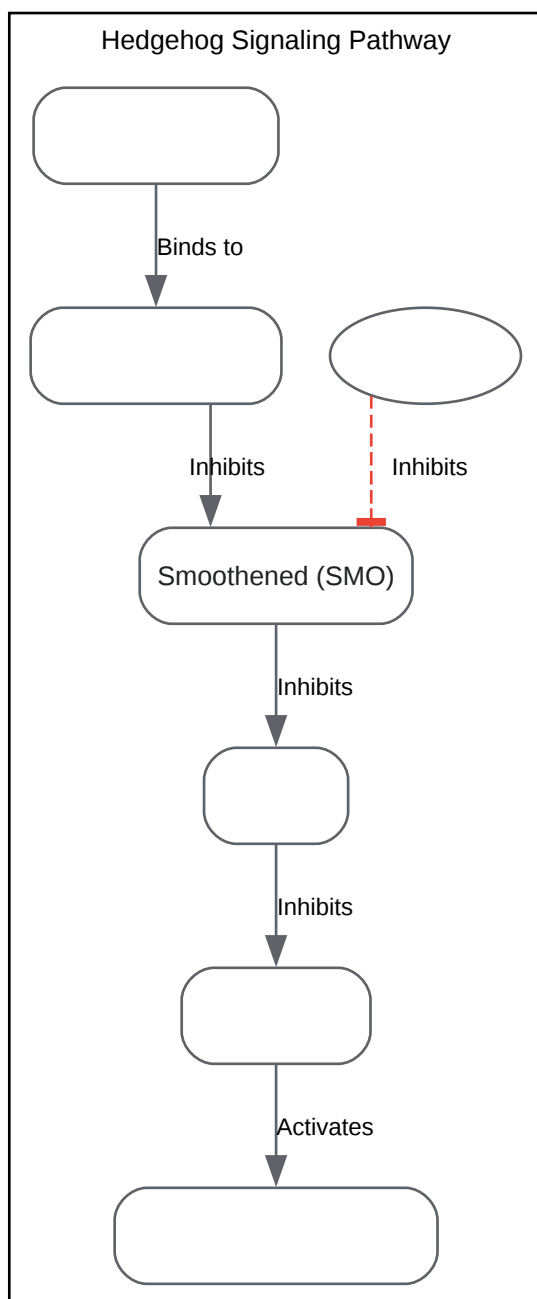 Hedgehog Signaling Pathway
Binds to
Inhibits
Inhibits
Smoothened (SMO)
Inhibits
Inhibits
Activates